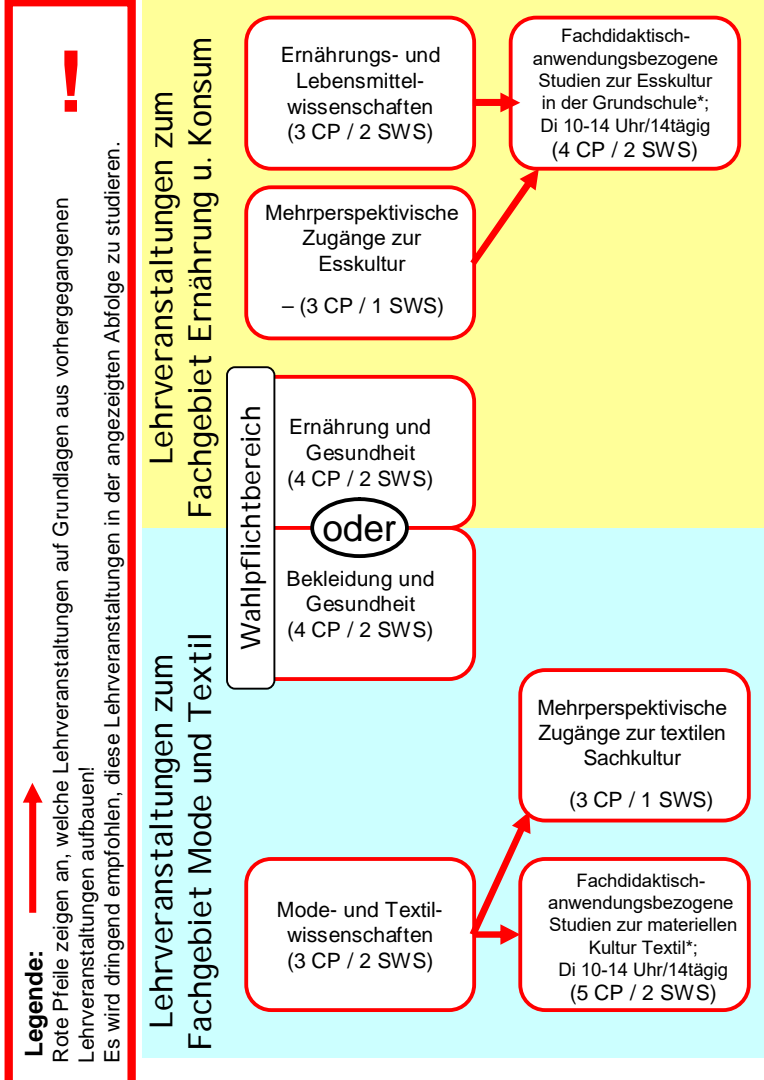 !
Legende:
Rote Pfeile zeigen an, welche Lehrveranstaltungen auf Grundlagen aus vorhergegangenen
Lehrveranstaltungen aufbauen!
Es wird dringend empfohlen, diese Lehrveranstaltungen in der angezeigten Abfolge zu studieren.
Lehrveranstaltungen zum
Fachgebiet Ernährung u. Konsum
Ernährungs- und
Lebensmittel-
wissenschaften
(3 CP / 2 SWS)
Fachdidaktisch-
anwendungsbezogene
Studien zur Esskultur
in der Grundschule*;
Di 10-14 Uhr/14tägig
(4 CP / 2 SWS)
Mehrperspektivische
Zugänge zur
Esskultur
– (3 CP / 1 SWS)
Wahlpflichtbereich
Ernährung und
Gesundheit
(4 CP / 2 SWS)
oder
Bekleidung und
Gesundheit
(4 CP / 2 SWS)
Lehrveranstaltungen zum
Fachgebiet Mode und Textil
Mehrperspektivische
Zugänge zur textilen
Sachkultur
(3 CP / 1 SWS)
Mode- und Textil-
wissenschaften
(3 CP / 2 SWS)
Fachdidaktisch-
anwendungsbezogene
Studien zur materiellen
Kultur Textil*;
Di 10-14 Uhr/14tägig
(5 CP / 2 SWS)